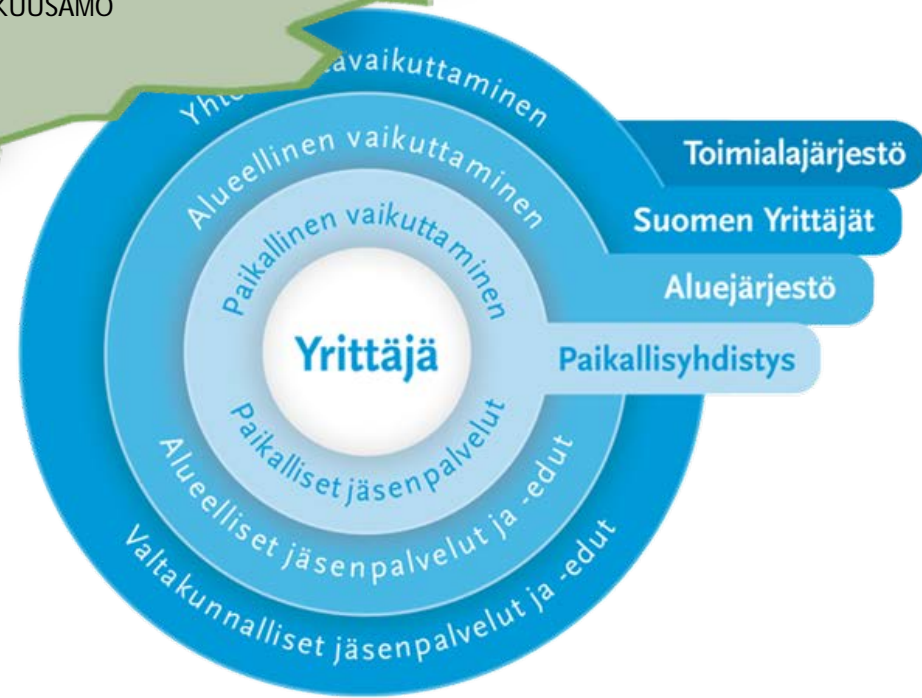 KUUSAMO
Alueellinen vaikuttaminen
Paikallinen vaikuttaminen
Yrittäjä
Paikalliset jäsenpalvelut
Alueelliset jäsenpalvelut ja -edut
Valtakunnalliset jäsenpalvelut ja -edut
Toimialajärjestö
Suomen Yrittäjät
Aluejärjestö
Paikallisyhdistys